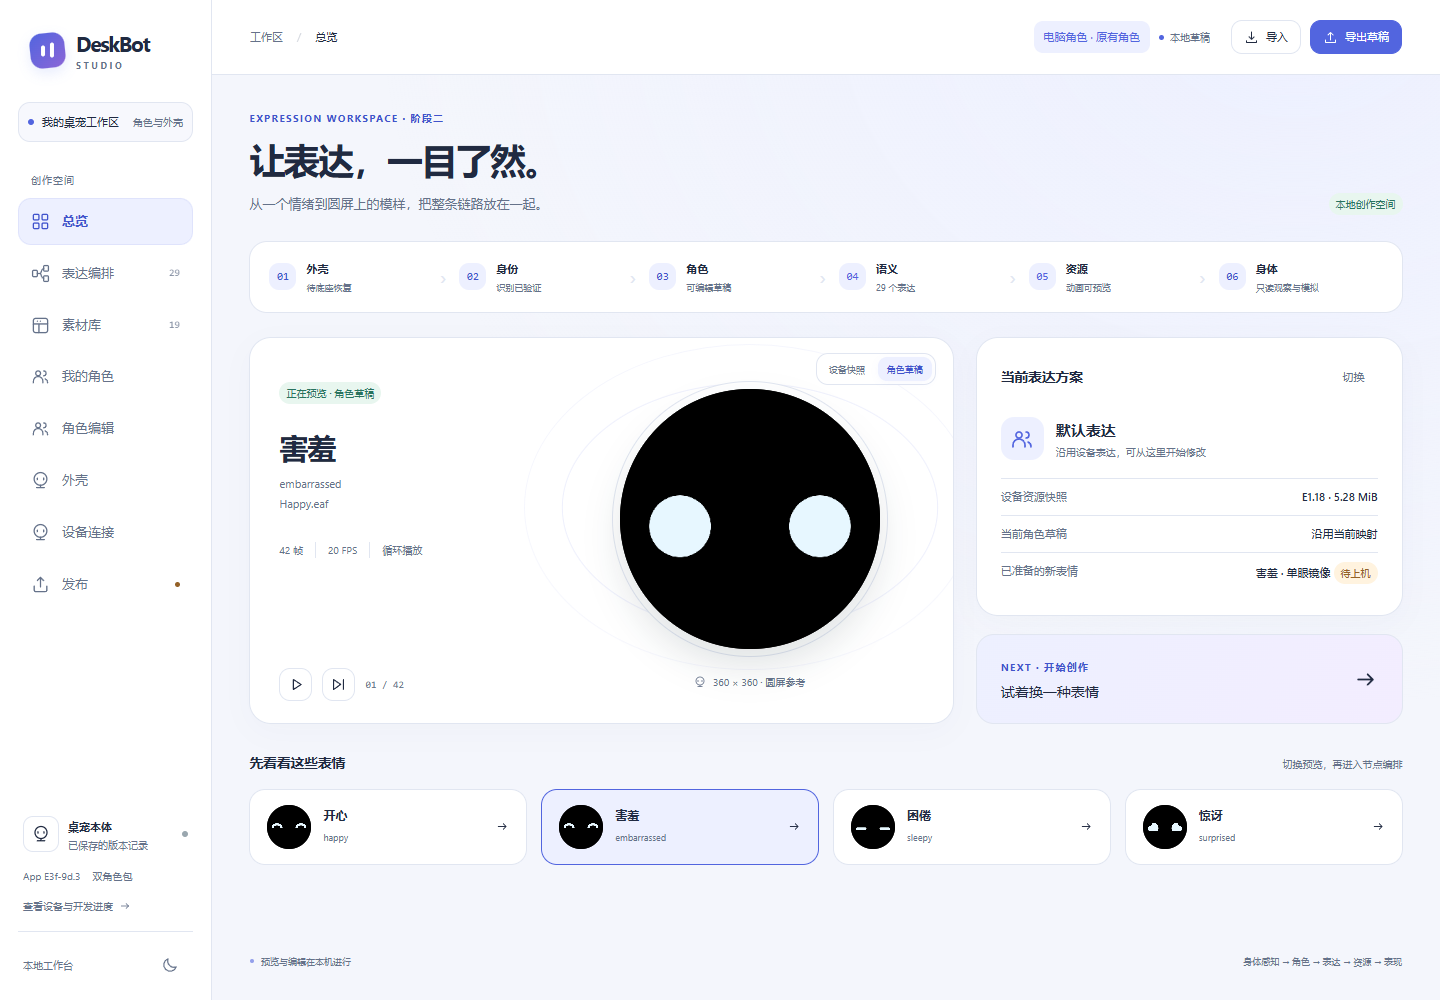 DeskBot
STUDIO
我的桌宠工作区 角色与外壳
创作空间
总览
表达编排 29
素材库 19
我的角色
角色编辑
外壳
设备连接
发布
桌宠本体
已保存的版本记录
App E3f-9d.3 双角色包
查看设备与开发进度 →
本地工作台
工作区 / 总览
电脑角色 · 原有角色
本地草稿
导入
导出草稿
EXPRESSION WORKSPACE · 阶段二
让表达，一目了然。
从一个情绪到圆屏上的模样，把整条链路放在一起。
本地创作空间
01 外壳
待底座恢复
02 身份
识别已验证
03 角色
可编辑草稿
04 语义
29 个表达
05 资源
动画可预览
06 身体
只读观察与模拟
设备快照 角色草稿
正在预览 · 角色草稿
害羞
embarrassed
Happy.eaf
42 帧 20 FPS 循环播放
01 / 42
360 × 360 · 圆屏参考
当前表达方案 切换
默认表达
沿用设备表达，可从这里开始修改
设备资源快照 E1.18 · 5.28 MiB
当前角色草稿 沿用当前映射
已准备的新表情 害羞 · 单眼镜像 待上机
NEXT · 开始创作
试着换一种表情
先看看这些表情
切换预览，再进入节点编排
开心
happy
害羞
embarrassed
困倦
sleepy
惊讶
surprised
预览与编辑在本机进行
身体感知 → 角色 → 表达 → 资源 → 表现